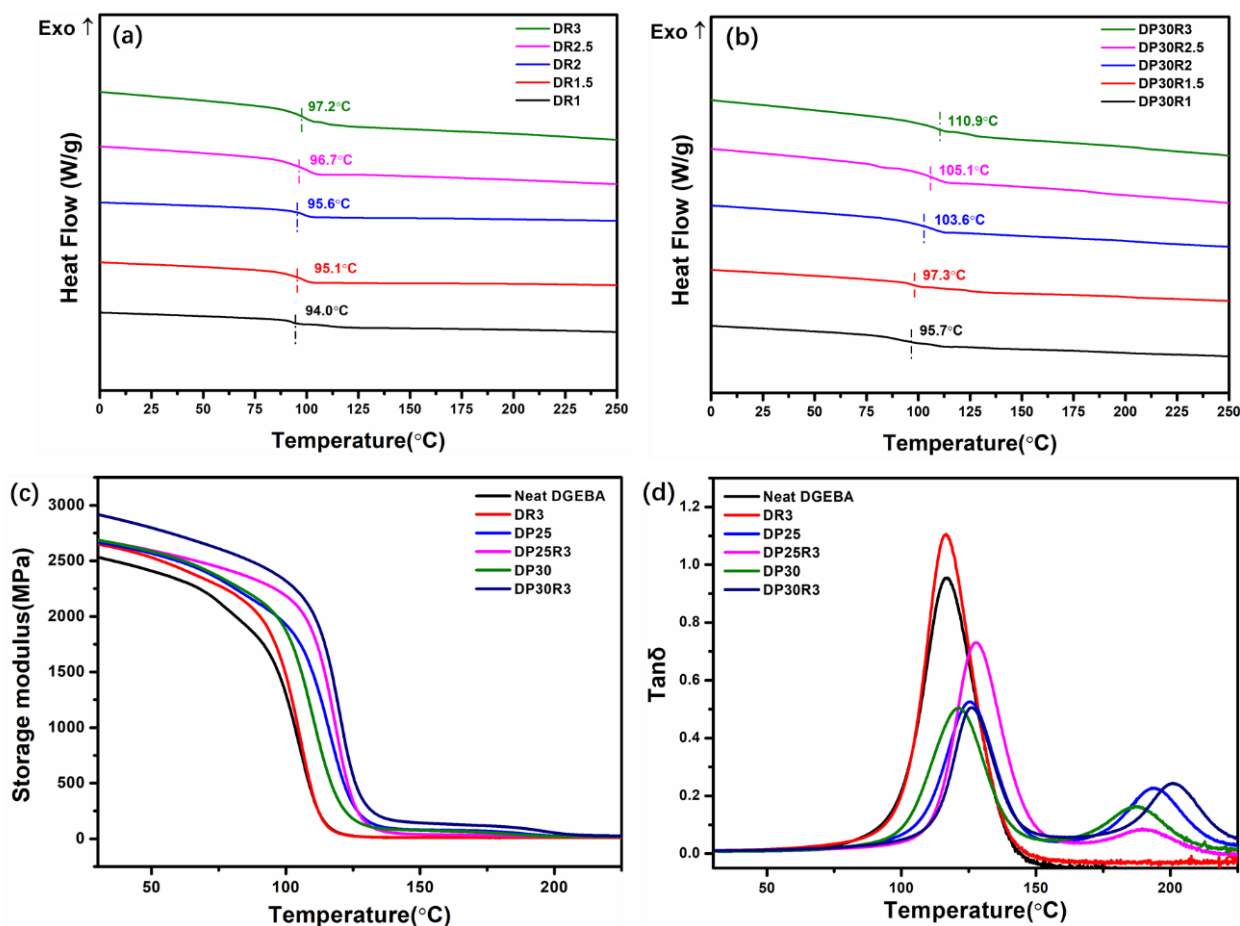 Exo ↑
(a)
DR3
DR2.5
DR2
DR1.5
DR1
97.2°C
96.7°C
95.6°C
95.1°C
94.0°C
Heat Flow (W/g)
0 25 50 75 100 125 150 175 200 225 250
Temperature(°C)
Exo ↑
(b)
DP30R3
DP30R2.5
DP30R2
DP30R1.5
DP30R1
110.9°C
105.1°C
103.6°C
97.3°C
95.7°C
Heat Flow (W/g)
0 25 50 75 100 125 150 175 200 225 250
Temperature(°C)
(c)
Neat DGEBA
DR3
DP25
DP25R3
DP30
DP30R3
3000
2500
2000
1500
1000
500
0
Storage modulus(MPa)
50 100 150 200
Temperature(°C)
(d)
Neat DGEBA
DR3
DP25
DP25R3
DP30
DP30R3
1.2
1.0
0.8
0.6
0.4
0.2
0.0
Tanδ
50 100 150 200
Temperature(°C)